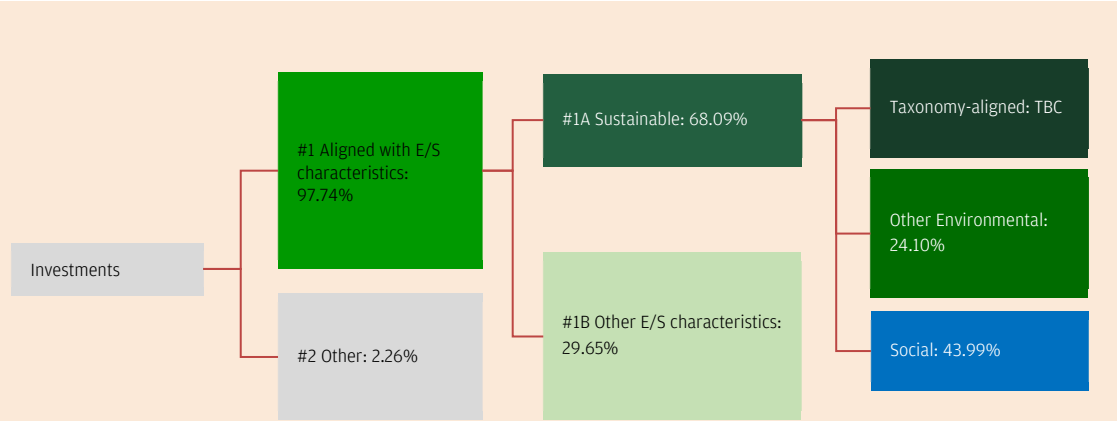 Investments
#1 Aligned with E/S
characteristics:
97.74%
#2 Other: 2.26%
#1A Sustainable: 68.09%
#1B Other E/S characteristics:
29.65%
Taxonomy-aligned: TBC
Other Environmental:
24.10%
Social: 43.99%